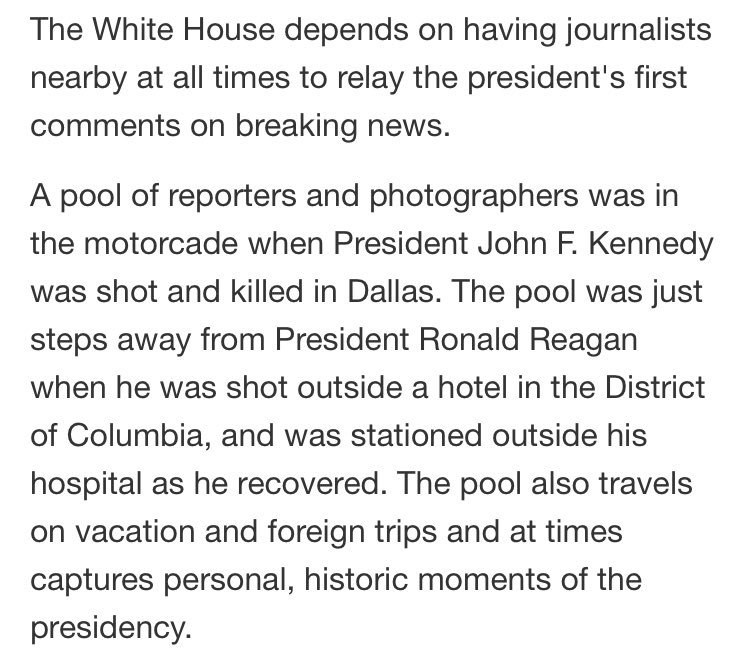 The White House depends on having journalists
nearby at all times to relay the president's first
comments on breaking news.
A pool of reporters and photographers was in
the motorcade when President John F. Kennedy
was shot and killed in Dallas. The pool was just
steps away from President Ronald Reagan
when he was shot outside a hotel in the District
of Columbia, and was stationed outside his
hospital as he recovered. The pool also travels
on vacation and foreign trips and at times
captures personal, historic moments of the
presidency.